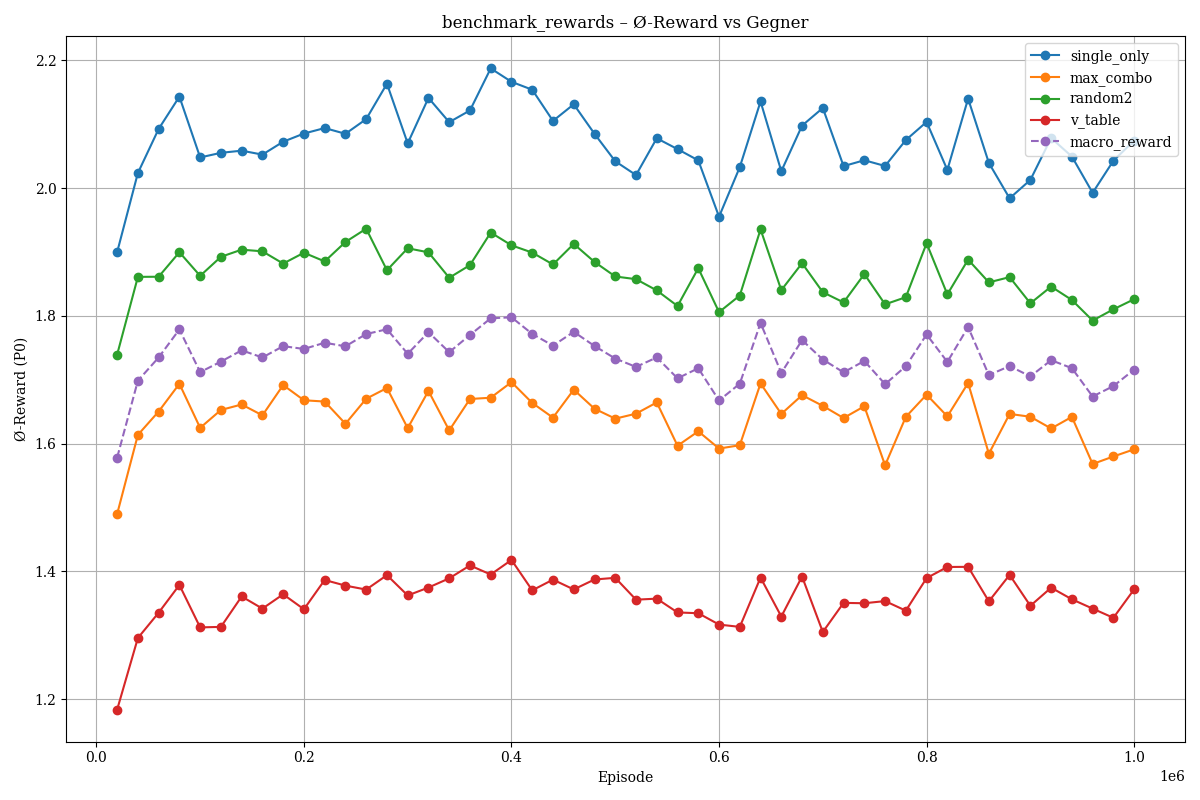 benchmark_rewards – Ø-Reward vs Gegner
single_only
max_combo
random2
v_table
macro_reward
Ø-Reward (P0)
2.2
2.0
1.8
1.6
1.4
1.2
0.0 0.2 0.4 0.6 0.8 1.0
1e6
Episode